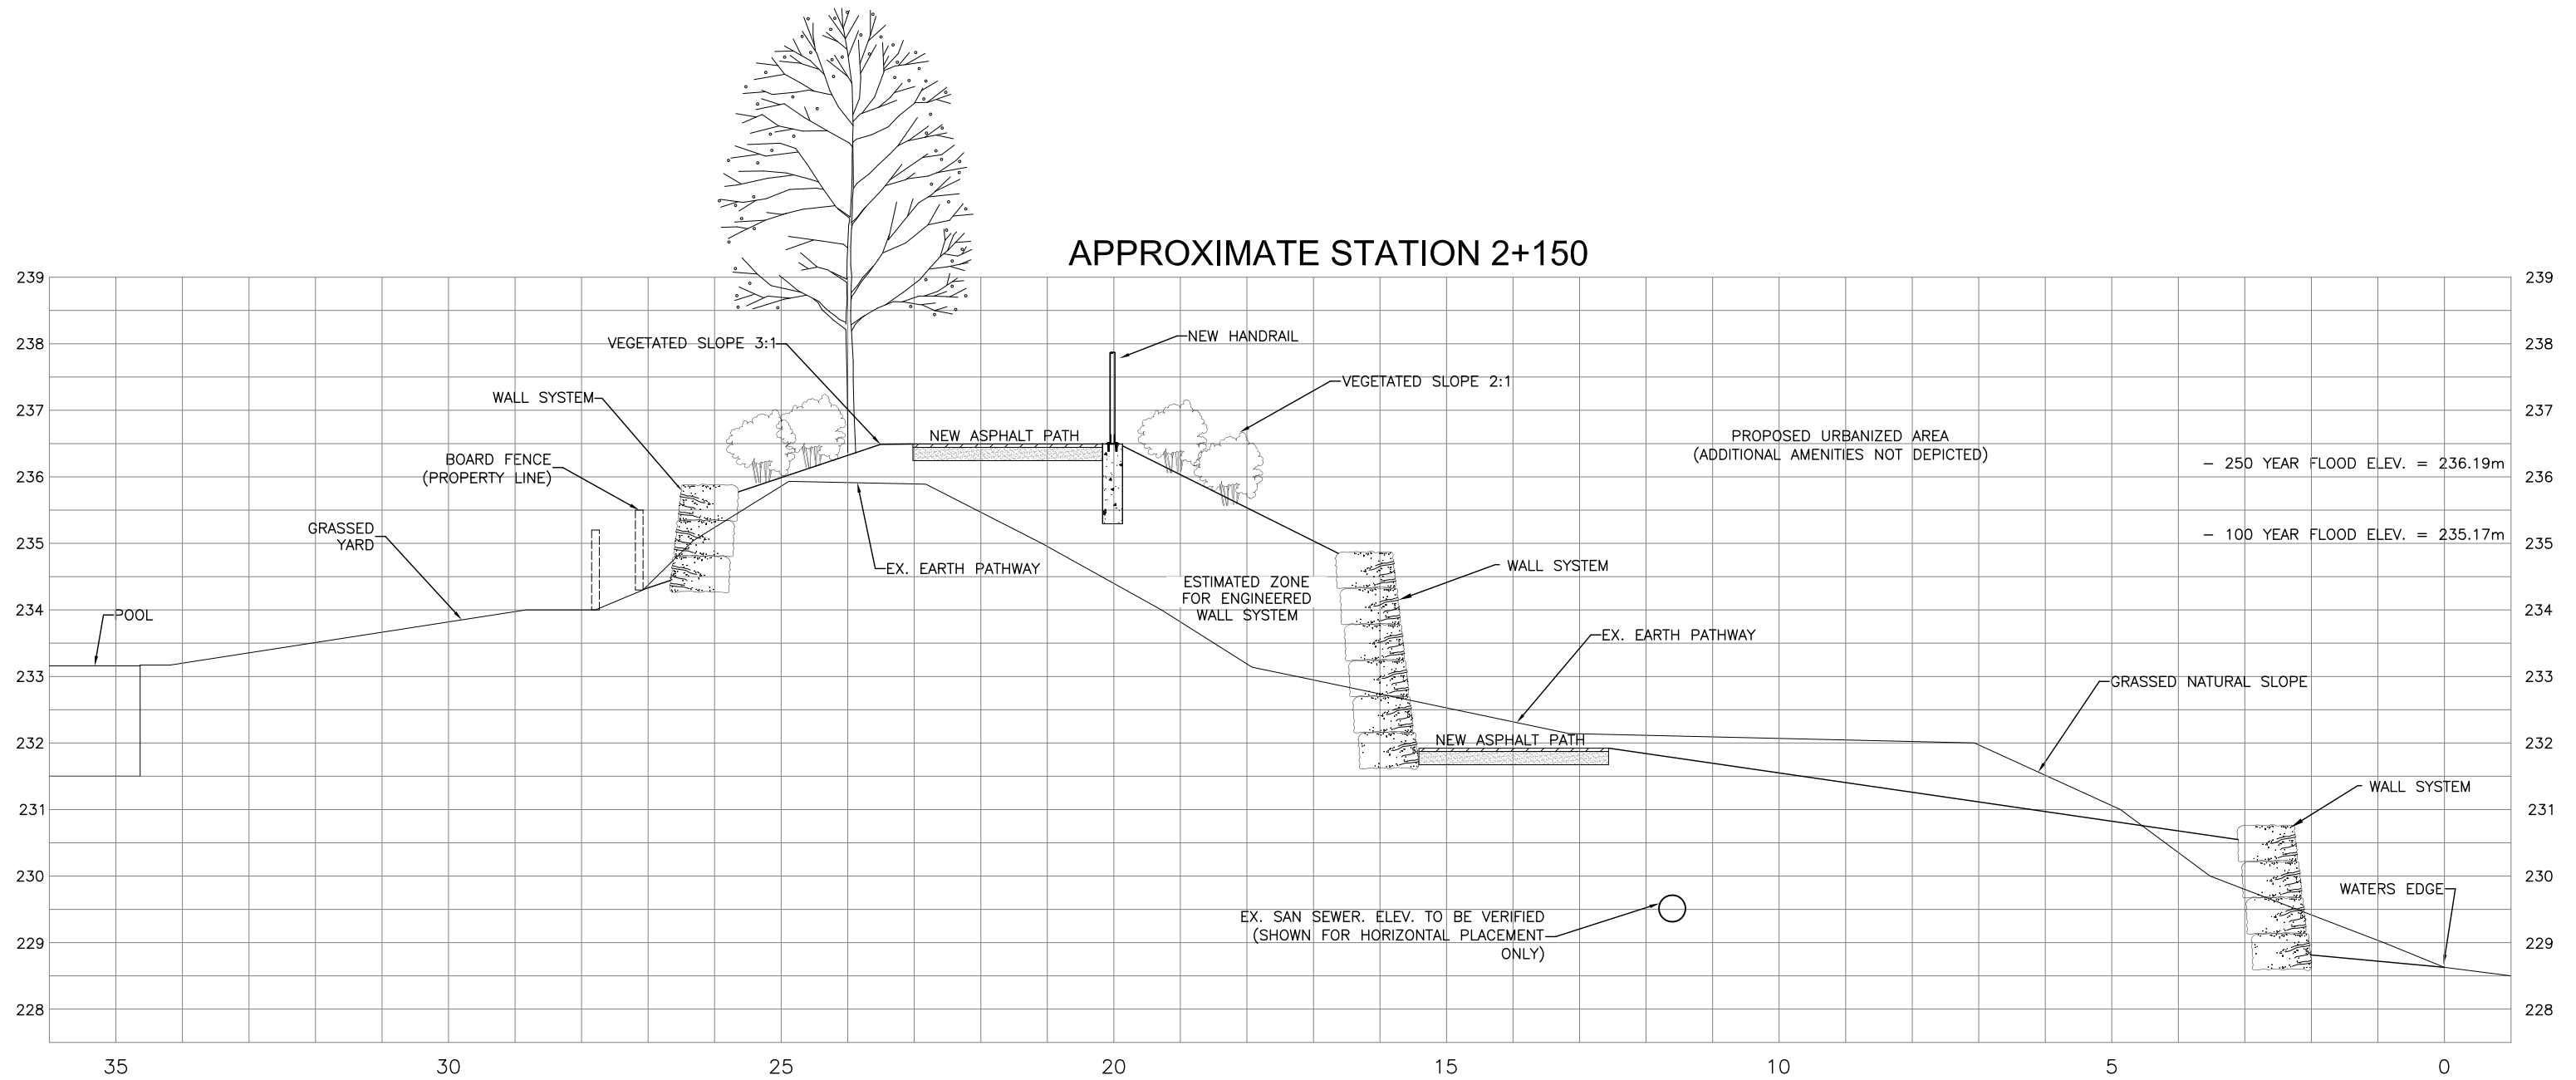 APPROXIMATE STATION 2+150
239
239
NEW HANDRAIL
VEGETATED SLOPE 3:1
238
238
VEGETATED SLOPE 2:1
WALL SYSTEM
237
237
NEW ASPHALT PATH
PROPOSED URBANIZED AREA
(ADDITIONAL AMENITIES NOT DEPICTED)
BOARD FENCE
(PROPERTY LINE)
- 250 YEAR FLOOD ELEV. = 236.19m
236
236
GRASSED
YARD
- 100 YEAR FLOOD ELEV. = 235.17m
235
235
EX. EARTH PATHWAY
WALL SYSTEM
ESTIMATED ZONE
FOR ENGINEERED
WALL SYSTEM
234
234
POOL
EX. EARTH PATHWAY
233
233
GRASSED NATURAL SLOPE
232
NEW ASPHALT PATH
232
WALL SYSTEM
231
231
230
230
WATERS EDGE
EX. SAN SEWER. ELEV. TO BE VERIFIED
(SHOWN FOR HORIZONTAL PLACEMENT
ONLY)
229
229
228
228
35
30
25
20
15
10
5
0